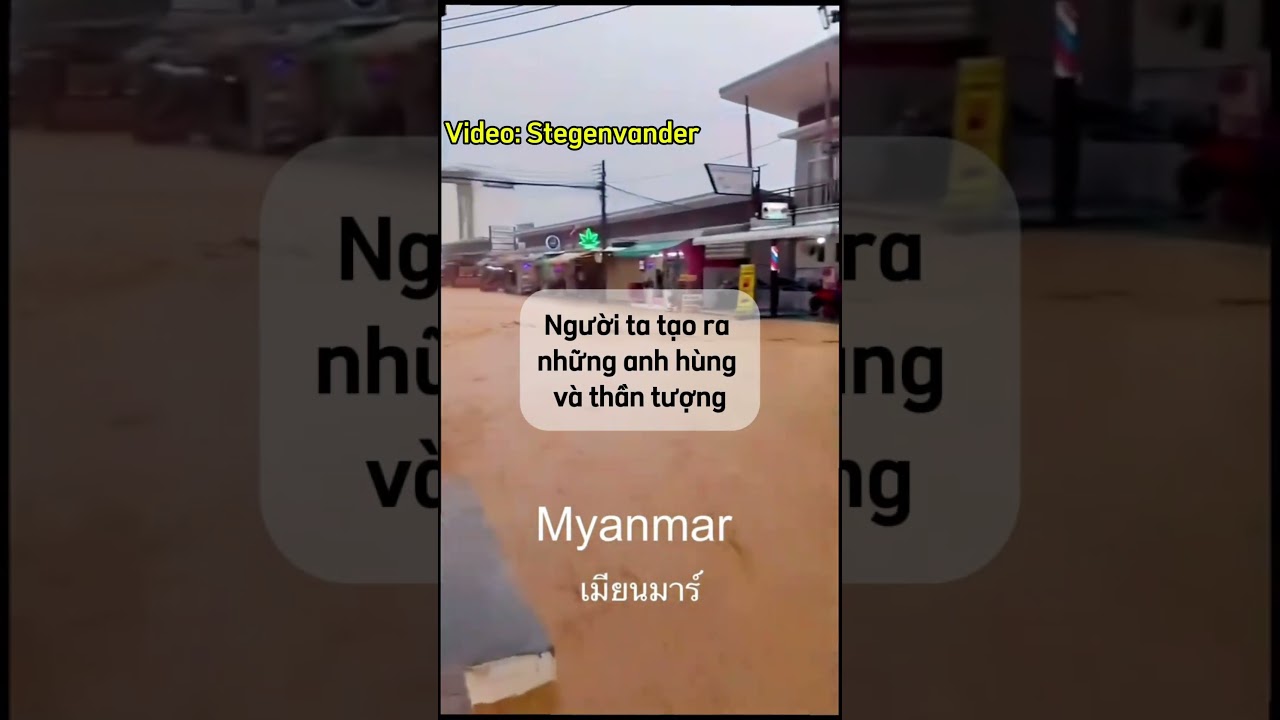 Video: Stegenvander
Người ta tạo ra
những anh hùng
và thần tượng
Myanmar
เมียนมาร์